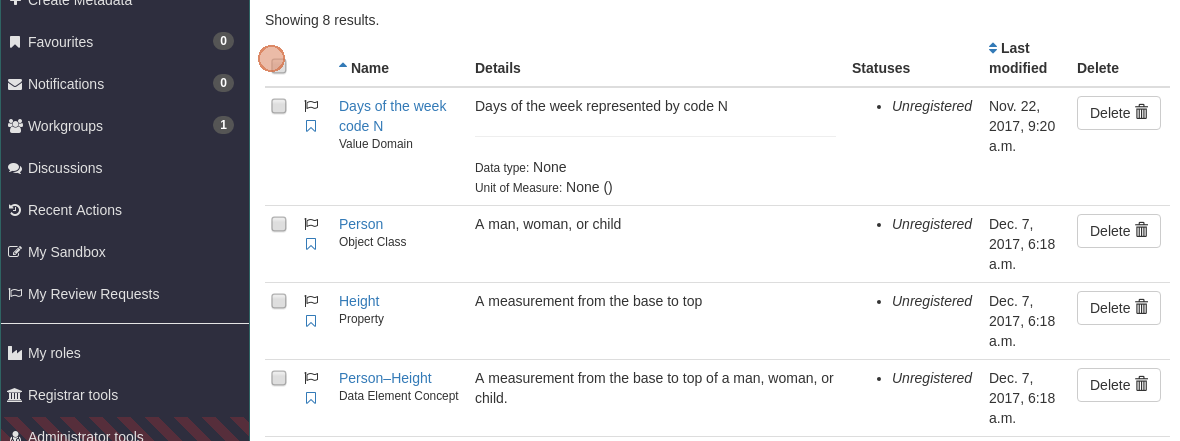 Create Metadata
Favourites 0
Notifications 0
Workgroups 1
Discussions
Recent Actions
My Sandbox
My Review Requests
My roles
Registrar tools
Administrator tools
Showing 8 results.
Name Details Statuses Last modified Delete
Days of the week code N
Value Domain
Days of the week represented by code N
Data type: None
Unit of Measure: None ()
• Unregistered
Nov. 22,
2017, 9:20
a.m.
Delete
Person
Object Class
A man, woman, or child
• Unregistered
Dec. 7,
2017, 6:18
a.m.
Delete
Height
Property
A measurement from the base to top
• Unregistered
Dec. 7,
2017, 6:18
a.m.
Delete
Person–Height
Data Element Concept
A measurement from the base to top of a man, woman, or
child.
• Unregistered
Dec. 7,
2017, 6:18
a.m.
Delete